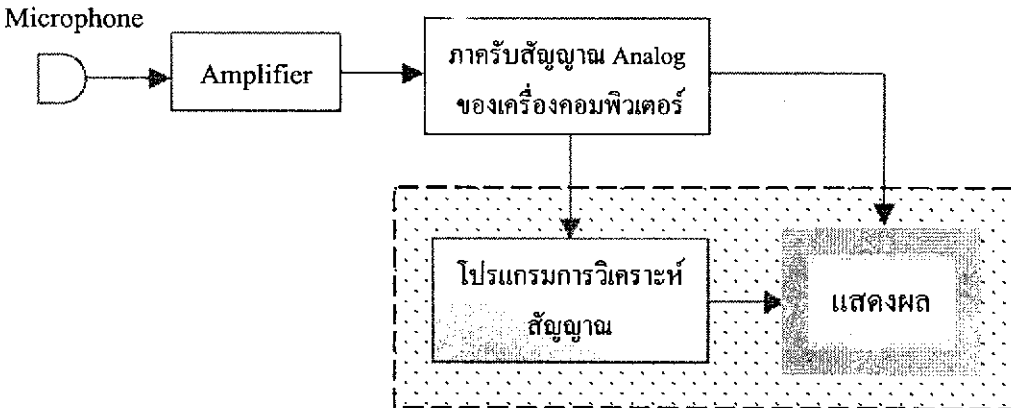 Microphone
Amplifier
ภาครับสัญญาณ Analog
ของเครื่องคอมพิวเตอร์
โปรแกรมการวิเคราะห์
สัญญาณ
แสดงผล